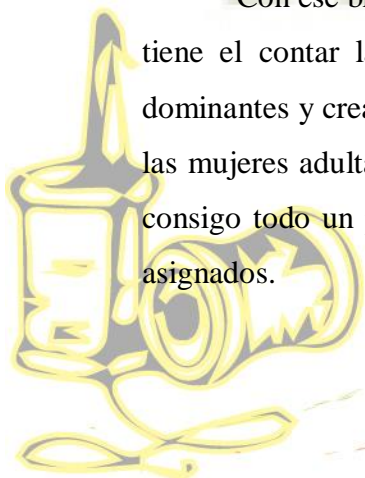 Con ese
tiene el contar
dominantes y
las mujeres
consigo todo un
asignados.